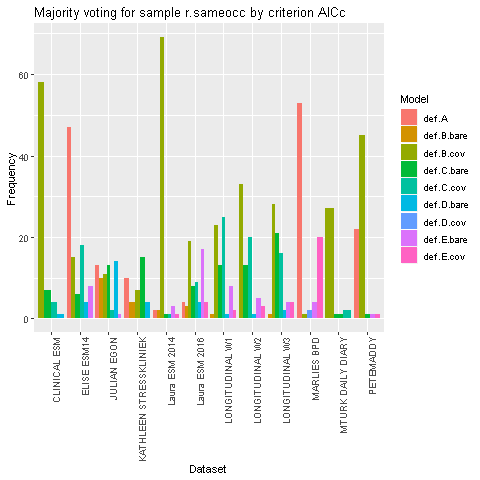 Majority voting for sample r.sameocc by criterion AICc
Frequency
60
40
20
0
CLINICAL ESM
ELISE ESM14
JULIAN EGON
KATHLEEN STRESSKLINIEK
Laura ESM 2014
Laura ESM 2016
LONGITUDINAL W1
LONGITUDINAL W2
LONGITUDINAL W3
MARLIES BPD
MTURK DAILY DIARY
PETEMADDY
Dataset
Model
def.A
def.B.bare
def.B.cov
def.C.bare
def.C.cov
def.D.bare
def.D.cov
def.E.bare
def.E.cov